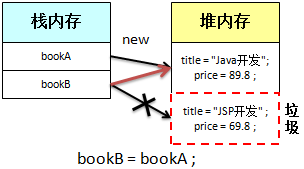 栈内存
堆内存
new
bookA
bookB
title = "Java开发";
price = 89.8 ;
title = "JSP开发";
price = 69.8 ;
垃圾
bookB = bookA ;